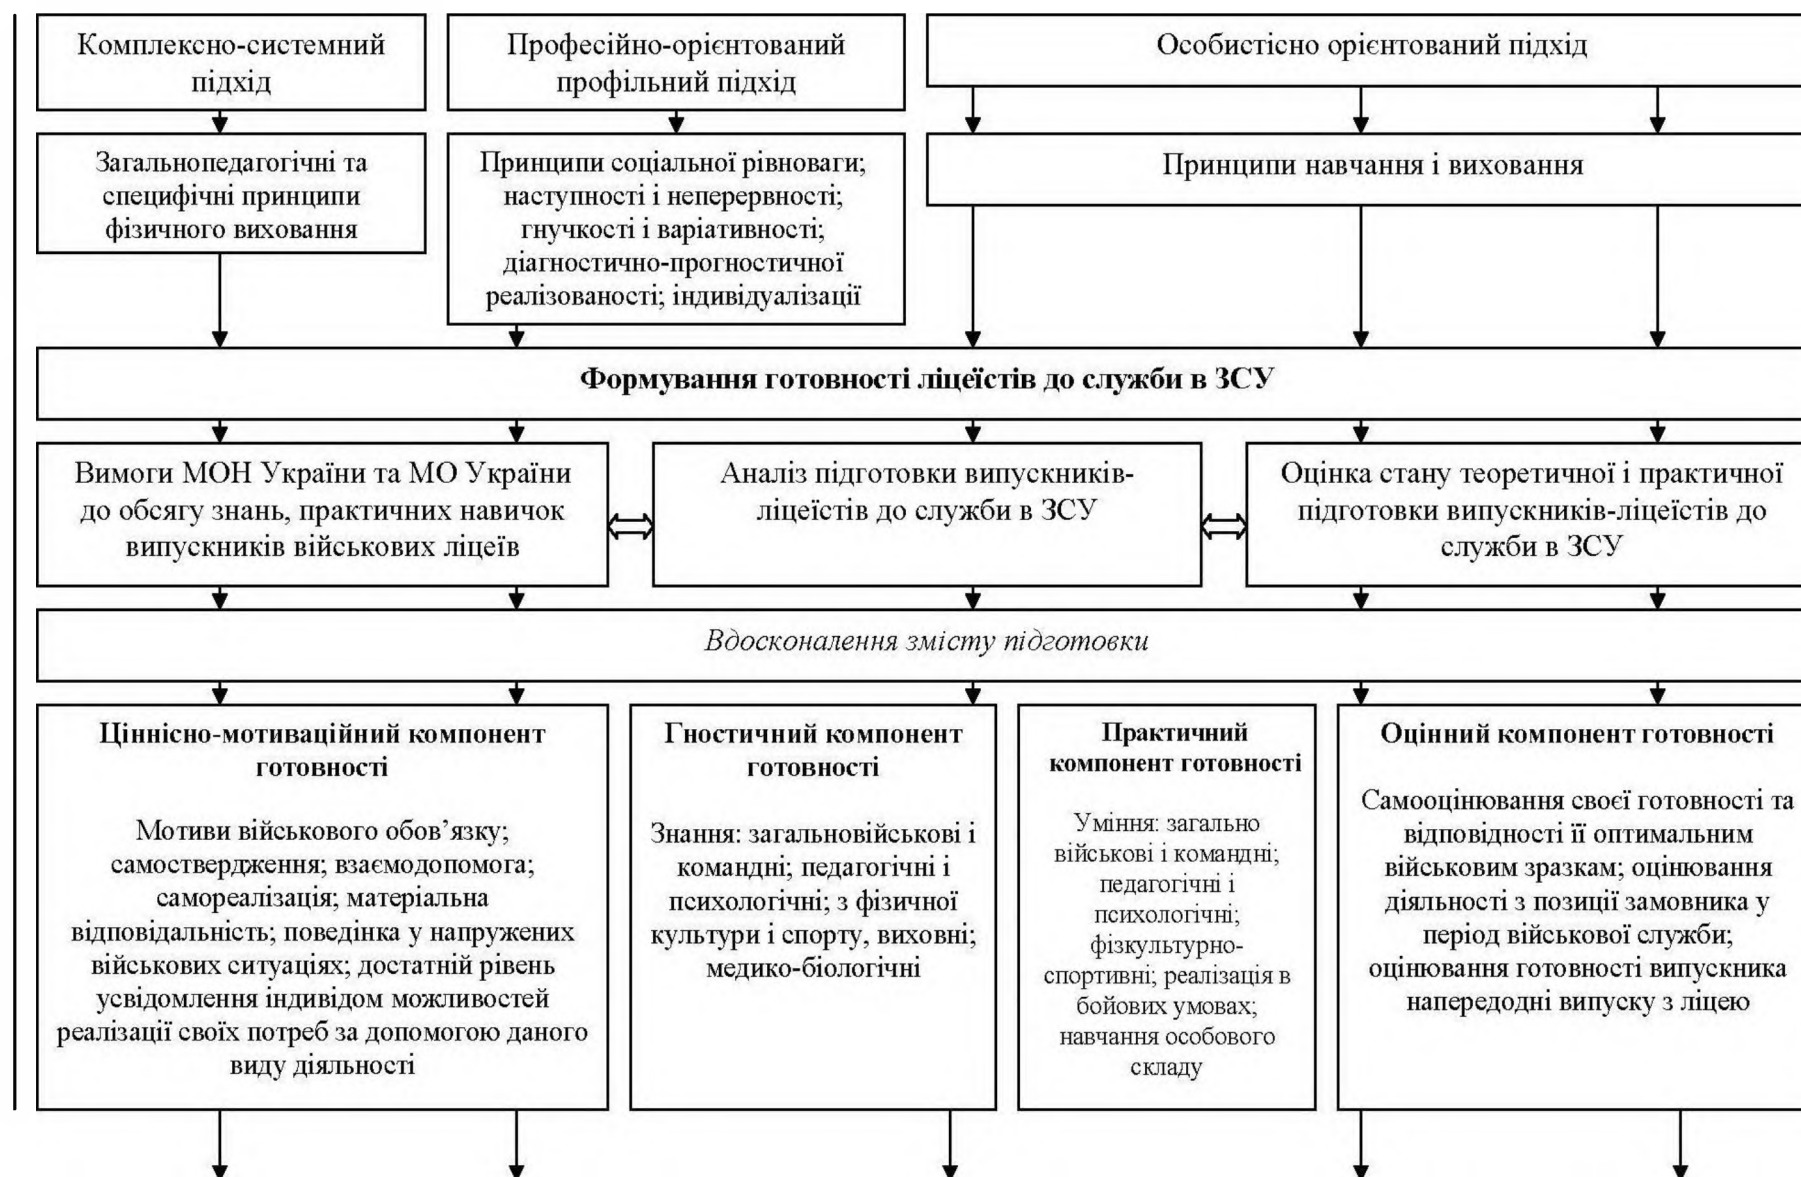 Комплексно-системний
підхід
Професійно-орієнтований
профільний підхід
Особистісно орієнтований підхід
Загальнопедагогічні та
специфічні принципи
фізичного виховання
Принципи соціальної рівноваги;
наступності і неперервності;
гнучкості і варіативності;
діагностично-прогностичної
реалізованості; індивідуалізації
Принципи навчання і виховання
Формування готовності ліцеїстів до служби в ЗСУ
Вимоги МОН України та МО України
до обсягу знань, практичних навичок
випускників військових ліцеїв
Аналіз підготовки випускників-
ліцеїстів до служби в ЗСУ
Оцінка стану теоретичної і практичної
підготовки випускників-ліцеїстів до
служби в ЗСУ
Вдосконалення змісту підготовки
Ціннісно-мотиваційний компонент
готовності
Мотиви військового обов’язку;
самоствердження; взаємодопомога;
самореалізація; матеріальна
відповідальність; поведінка у напружених
військових ситуаціях; достатній рівень
усвідомлення індивідом можливостей
реалізації своїх потреб за допомогою даного
виду діяльності
Гностичний компонент
готовності
Знання: загальновійськові і
командні; педагогічні і
психологічні; з фізичної
культури і спорту, виховні;
медико-біологічні
Практичний
компонент готовності
Уміння: загально
військові і командні;
педагогічні і
психологічні;
фізкультурно-
спортивні; реалізація в
бойових умовах;
навчання особового
складу
Оцінний компонент готовності
Самооцінювання своєї готовності та
відповідності її оптимальним
військовим зразкам; оцінювання
діяльності з позиції замовника у
період військової служби;
оцінювання готовності випускника
напередодні випуску з ліцею